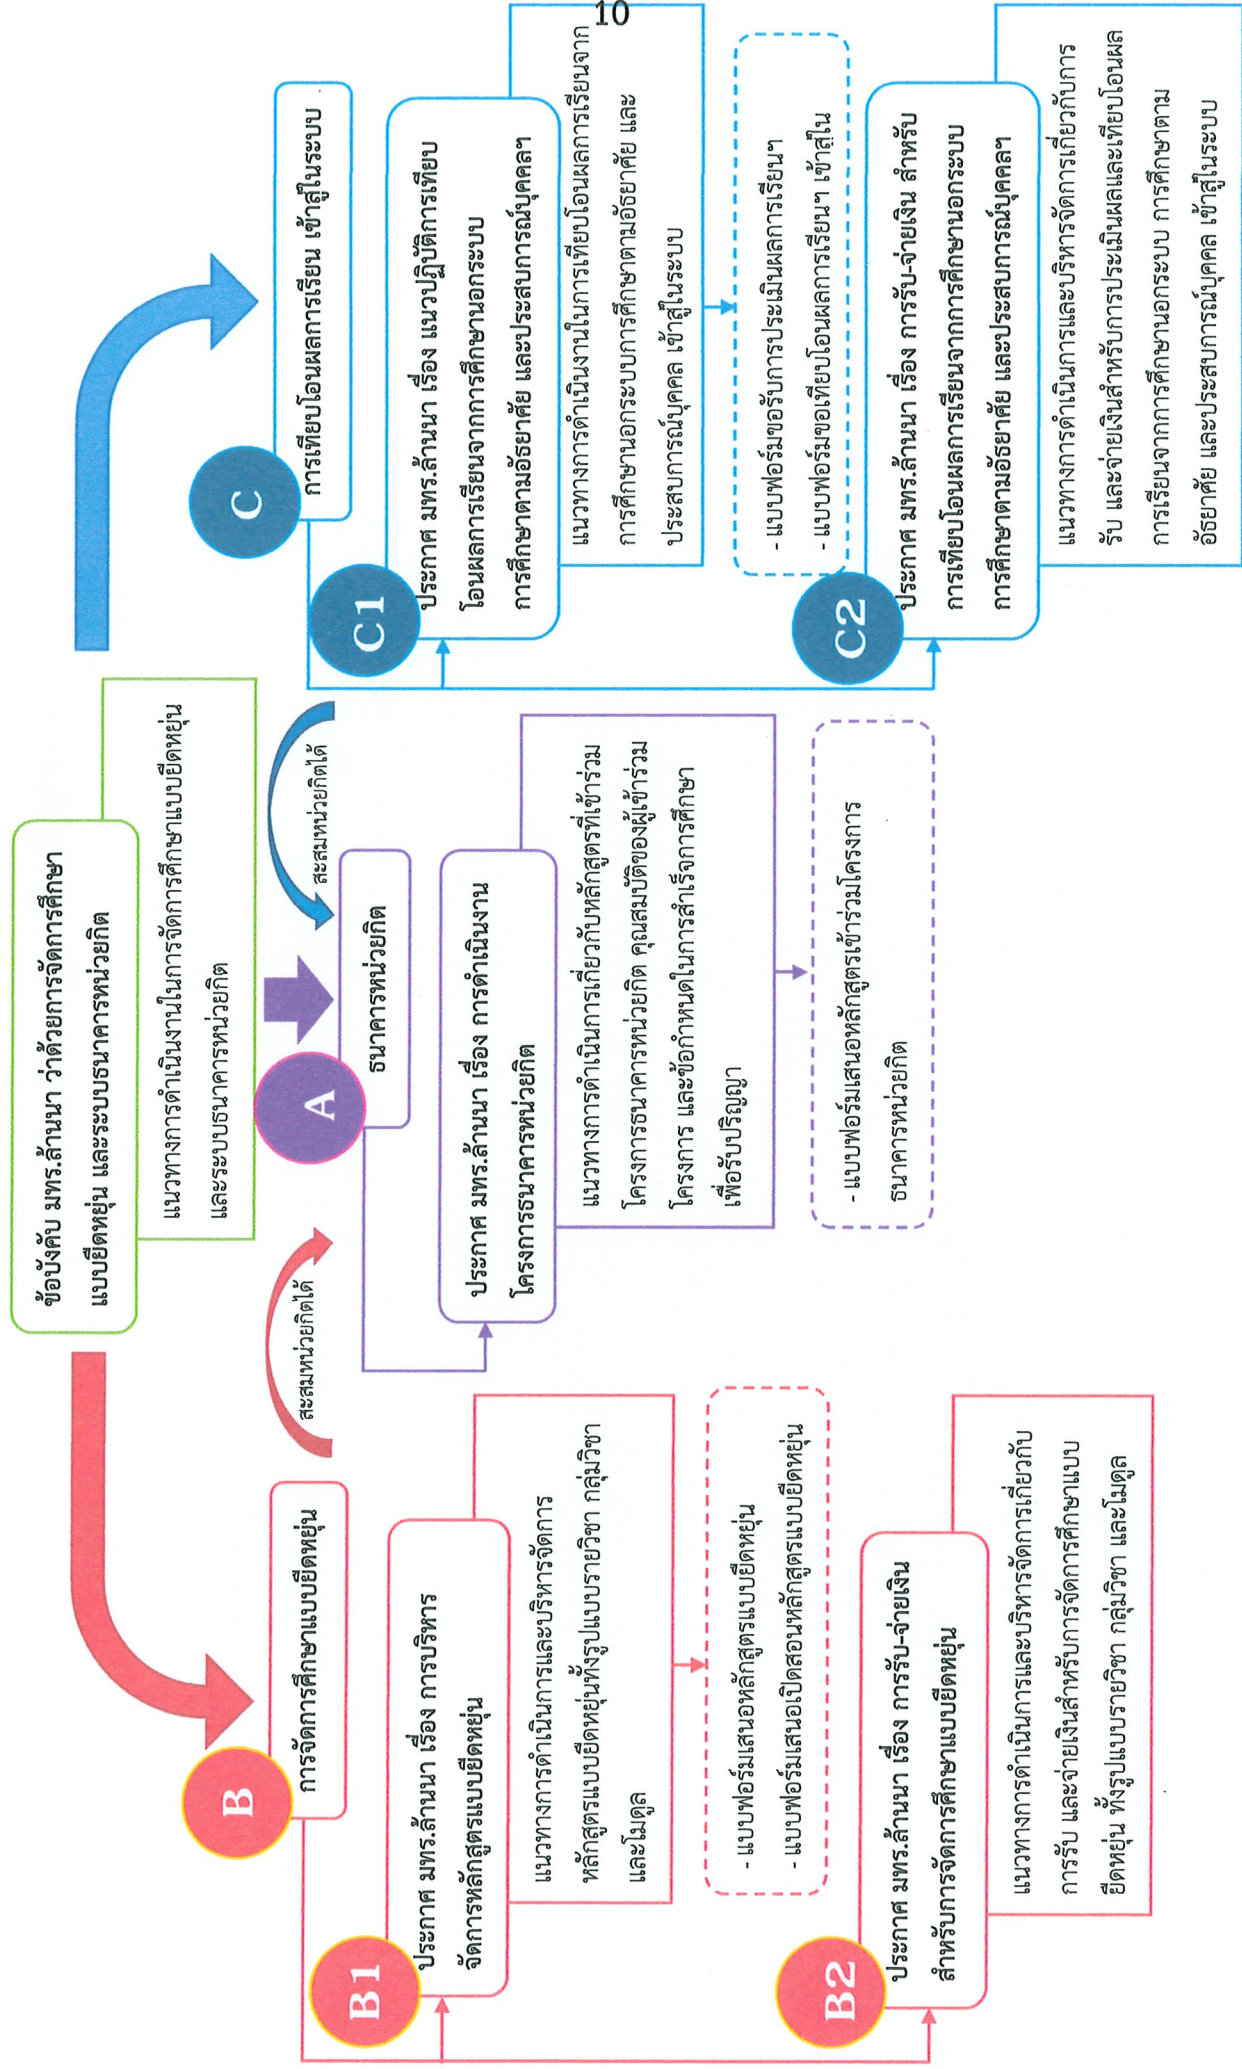 10
ข้อบังคับ มทร.ล้านนา ว่าด้วยการจัดการศึกษา
แบบยืดหยุ่น และระบบธนาคารหน่วยกิต
แนวทางการดำเนินงานในการจัดการศึกษาแบบยืดหยุ่น
และระบบธนาคารหน่วยกิต
B
การจัดการศึกษาแบบยืดหยุ่น
B1
ประกาศ มทร.ล้านนา เรื่อง การบริหาร
จัดการหลักสูตรแบบยืดหยุ่น
แนวทางการดำเนินการและบริหารจัดการ
หลักสูตรแบบยืดหยุ่นทั้งรูปแบบรายวิชา กลุ่มวิชา
และโมดูล
- แบบฟอร์มเสนอหลักสูตรแบบยืดหยุ่น
- แบบฟอร์มเสนอเปิดสอนหลักสูตรแบบยืดหยุ่น
B2
ประกาศ มทร.ล้านนา เรื่อง การรับ-จ่ายเงิน
สำหรับการจัดการศึกษาแบบยืดหยุ่น
แนวทางการดำเนินการและบริหารจัดการเกี่ยวกับ
การรับ และจ่ายเงินสำหรับการจัดการศึกษาแบบ
ยืดหยุ่น ทั้งรูปแบบรายวิชา กลุ่มวิชา และโมดูล
สะสมหน่วยกิตได้
A
ธนาคารหน่วยกิต
ประกาศ มทร.ล้านนา เรื่อง การดำเนินงาน
โครงการธนาคารหน่วยกิต
แนวทางการดำเนินการเกี่ยวกับหลักสูตรที่เข้าร่วม
โครงการธนาคารหน่วยกิต คุณสมบัติของผู้เข้าร่วม
โครงการ และข้อกำหนดในการสำเร็จการศึกษา
เพื่อรับปริญญา
- แบบฟอร์มเสนอหลักสูตรเข้าร่วมโครงการ
ธนาคารหน่วยกิต
สะสมหน่วยกิตได้
C
การเทียบโอนผลการเรียน เข้าสู่ในระบบ
C1
ประกาศ มทร.ล้านนา เรื่อง แนวปฏิบัติการเทียบ
โอนผลการเรียนจากการศึกษานอกระบบ
การศึกษาตามอัธยาศัย และประสบการณ์บุคคลฯ
แนวทางการดำเนินงานในการเทียบโอนผลการเรียนจาก
การศึกษานอกระบบการศึกษาตามอัธยาศัย และ
ประสบการณ์บุคคล เข้าสู่ในระบบ
- แบบฟอร์มขอรับการประเมินผลการเรียนฯ
- แบบฟอร์มขอเทียบโอนผลการเรียนฯ เข้าสู่ใน
C2
ประกาศ มทร.ล้านนา เรื่อง การรับ-จ่ายเงิน สำหรับ
การเทียบโอนผลการเรียนจากการศึกษานอกระบบ
การศึกษาตามอัธยาศัย และประสบการณ์บุคคลฯ
แนวทางการดำเนินการและบริหารจัดการเกี่ยวกับการ
รับ และจ่ายเงินสำหรับการประเมินผลและเทียบโอนผล
การเรียนจากการศึกษานอกระบบ การศึกษาตาม
อัธยาศัย และประสบการณ์บุคคล เข้าสู่ในระบบ